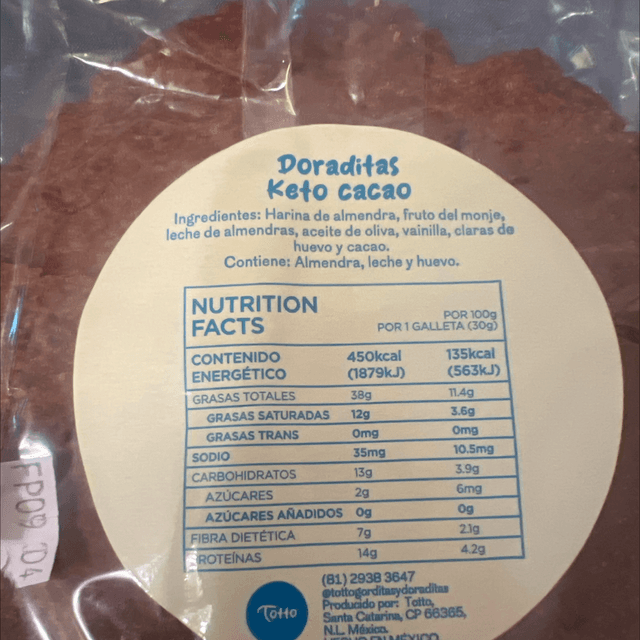 Doraditas
Keto cacao
Ingredientes: Harina de almendra, fruto del monje,
leche de almendras, aceite de oliva, vainilla, claras de
huevo y cacao.
Contiene: Almendra, leche y huevo.
NUTRITION
FACTS
POR 100g
POR 1 GALLETA (30g)
CONTENIDO ENERGÉTICO 450kcal (1879kJ) 135kcal (563kJ)
GRASAS TOTALES 38g 11.4g
GRASAS SATURADAS 12g 3.6g
GRASAS TRANS 0mg 0mg
SODIO 35mg 10.5mg
CARBOHIDRATOS 13g 3.9g
AZÚCARES 2g 6mg
AZÚCARES AÑADIDOS 0g 0g
FIBRA DIETÉTICA 7g 2.1g
PROTEÍNAS 14g 4.2g
(81) 2938 3647
@tottogorditasydoraditas
Producido por: Totto,
Santa Catarina, CP 66365,
N.L. México.
HECHO EN MÉXICO
Totto
FP09 04